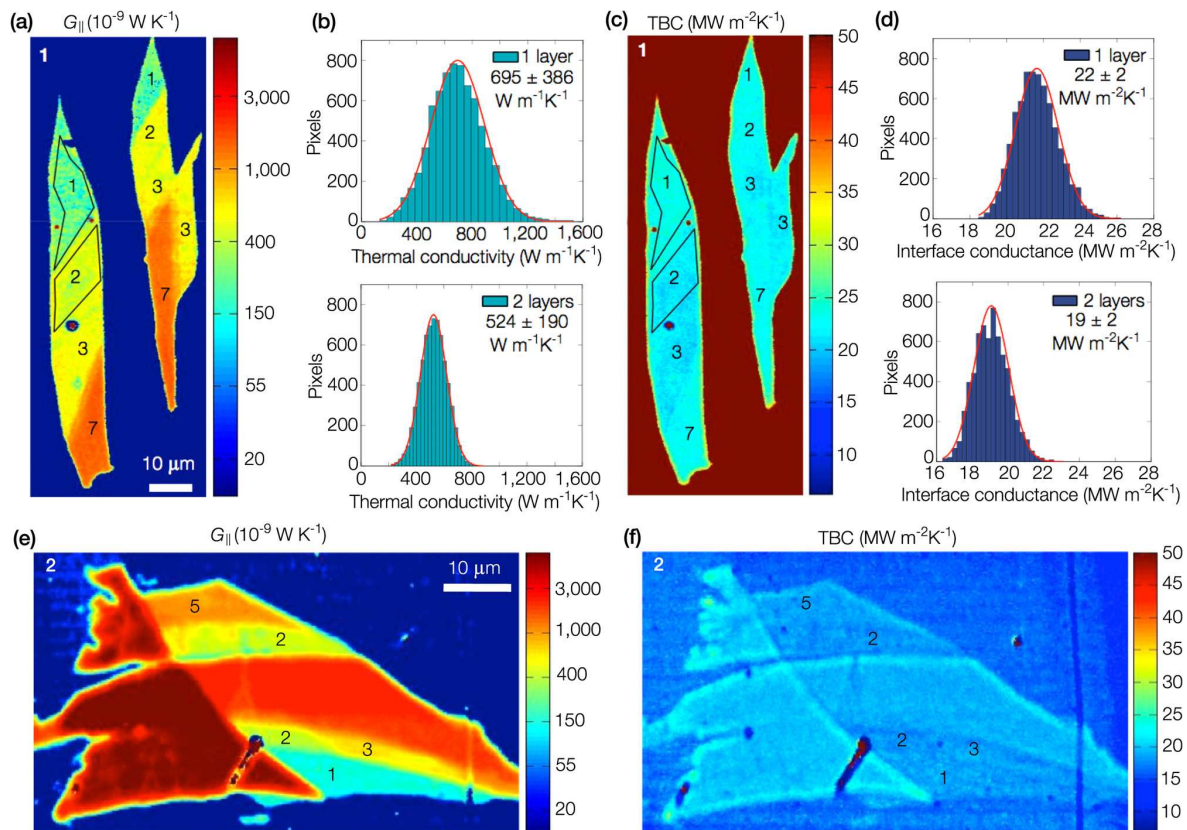 (a)
G|| (10-9 W K-1)
1
1
2
3
3
7
1
2
3
7
10 μm
3,000
1,000
400
150
55
20
(b)
1 layer
695 ± 386
W m-1K-1
Pixels
800
600
400
200
0
0 400 800 1,200 1,600
Thermal conductivity (W m-1K-1)
2 layers
524 ± 190
W m-1K-1
Pixels
800
600
400
200
0
0 400 800 1,200 1,600
Thermal conductivity (W m-1K-1)
(c)
TBC (MW m-2K-1)
1
1
2
3
3
7
1
2
3
7
50
45
40
35
30
25
20
15
10
(d)
1 layer
22 ± 2
MW m-2K-1
Pixels
800
600
400
200
0
16 18 20 22 24 26 28
Interface conductance (MW m-2K-1)
2 layers
19 ± 2
MW m-2K-1
Pixels
800
600
400
200
0
16 18 20 22 24 26 28
Interface conductance (MW m-2K-1)
(e)
G|| (10-9 W K-1)
2
10 μm
5
2
2
3
1
3,000
1,000
400
150
55
20
(f)
TBC (MW m-2K-1)
2
5
2
2
3
1
50
45
40
35
30
25
20
15
10